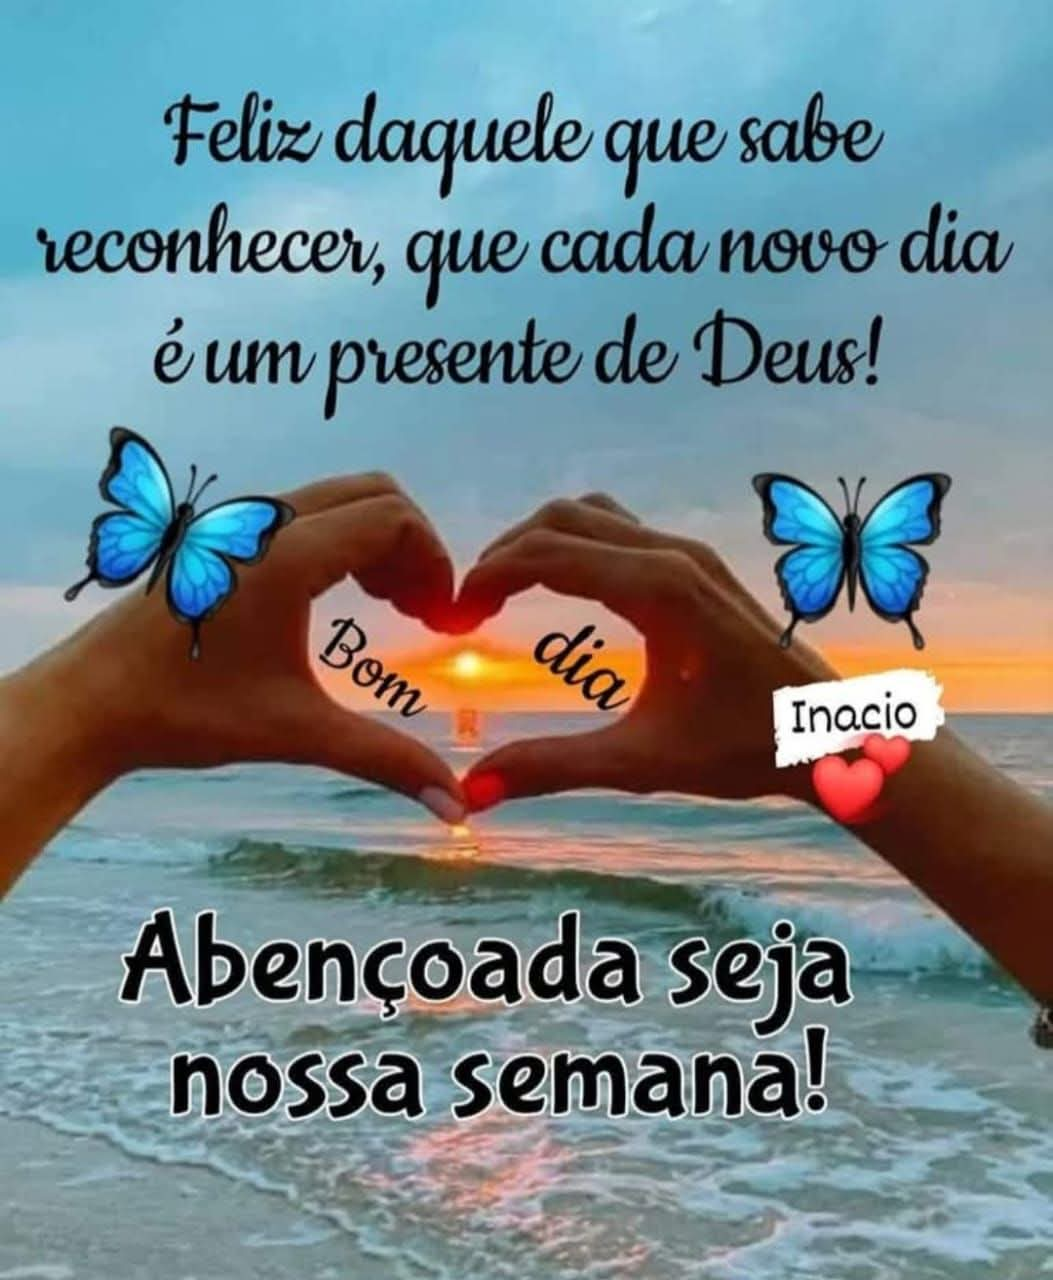 Feliz daquele que sabe
reconhecer, que cada novo dia
é um presente de Deus!
Bom dia
Inacio
Abençoada seja
nossa semana!